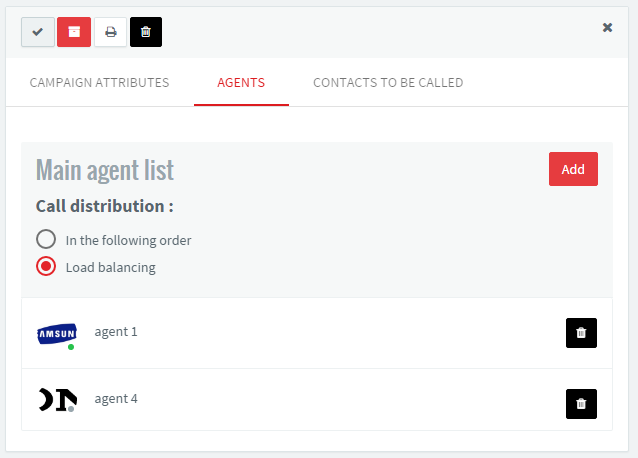 CAMPAIGN ATTRIBUTES AGENTS CONTACTS TO BE CALLED
Main agent list
Add
Call distribution :
In the following order
Load balancing
AMSUN
agent 1
agent 4